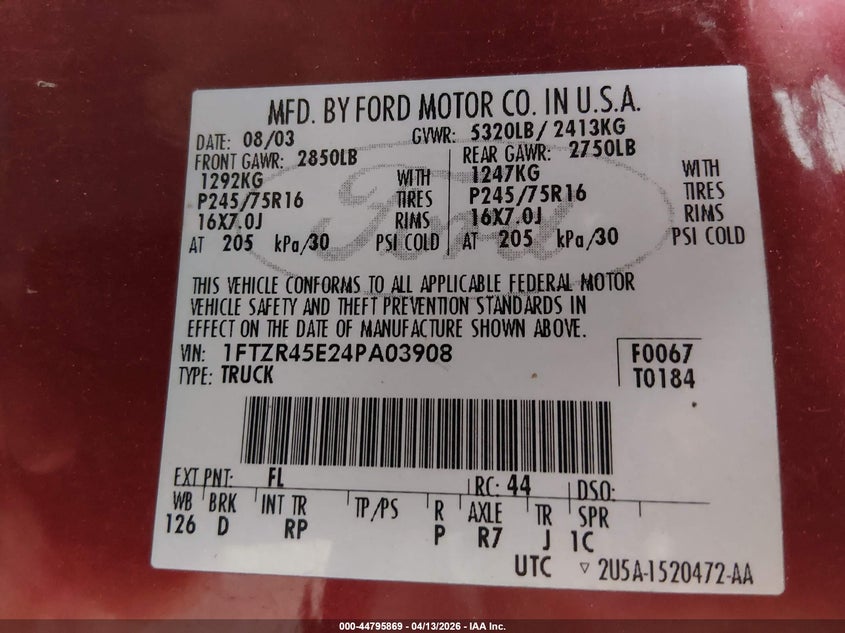 MFD. BY FORD MOTOR CO. IN U.S.A.
DATE: 08/03 GVWR: 5320LB/ 2413KG
FRONT GAWR: 2850LB REAR GAWR: 2750LB
1292KG WITH 1247KG WITH
P245/75R16 TIRES P245/75R16 TIRES
16X7.0J RIMS 16X7.0J RIMS
AT 205 kPa/30 PSI COLD AT 205 kPa/30 PSI COLD
Ford
THIS VEHICLE CONFORMS TO ALL APPLICABLE FEDERAL MOTOR
VEHICLE SAFETY AND THEFT PREVENTION STANDARDS IN
EFFECT ON THE DATE OF MANUFACTURE SHOWN ABOVE.
VIN: 1FTZR45E24PA03908 F0067
TYPE: TRUCK T0184
EXT PNT: FL RC: 44 DSO:
WB BRK INT TR TP/PS R AXLE TR SPR
126 D RP P R7 J 1C
UTC ▽ 2U5A-1520472-AA
000-44795869 | 04/13/2026 - IAA Inc.